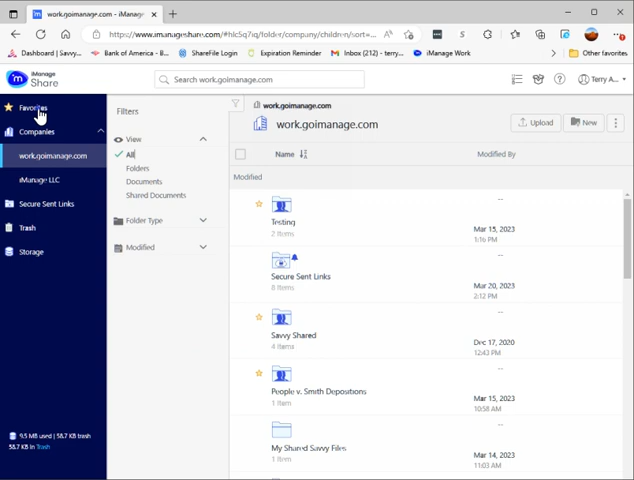 work.goimanage.com - iManage
https://www.imanageshare.com/#hlc5q7iq/folder/company/children/sort=...
Dashboard | Savvy...
Bank of America - B...
ShareFile Login
Expiration Reminder
Inbox (212) - terry...
iManage Work
Other favorites
iManage
Share
Search work.goimanage.com
Terry A...
Favorites
Companies
work.goimanage.com
iManage LLC
Secure Sent Links
Trash
Storage
9.5 MB used | 58.7 KB trash
58.7 KB in Trash
Filters
View
All
Folders
Documents
Shared Documents
Folder Type
Modified
work.goimanage.com
work.goimanage.com
Upload
New
Name
Modified By
Modified
Testing
2 Items
--
Mar 15, 2023
1:16 PM
Secure Sent Links
8 Items
--
Mar 20, 2023
2:12 PM
Savvy Shared
4 Items
--
Dec 17, 2020
12:43 PM
People v. Smith Depositions
1 Item
--
Mar 15, 2023
10:58 AM
My Shared Savvy Files
1 Item
--
Mar 14, 2023
11:03 AM
--